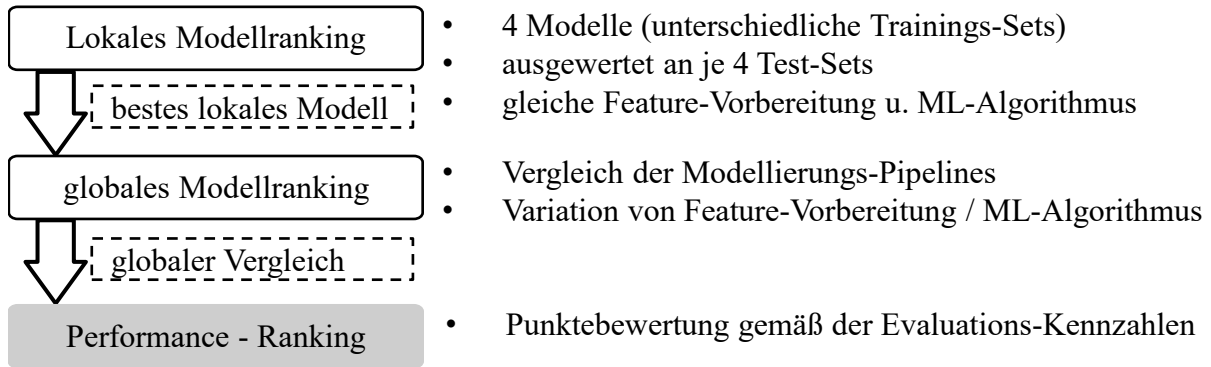 Lokales Modellranking
• 4 Modelle (unterschiedliche Trainings-Sets)
• ausgewertet an je 4 Test-Sets
bestes lokales Modell
• gleiche Feature-Vorbereitung u. ML-Algorithmus
globales Modellranking
• Vergleich der Modellierungs-Pipelines
• Variation von Feature-Vorbereitung / ML-Algorithmus
globaler Vergleich
Performance - Ranking
• Punktebewertung gemäß der Evaluations-Kennzahlen